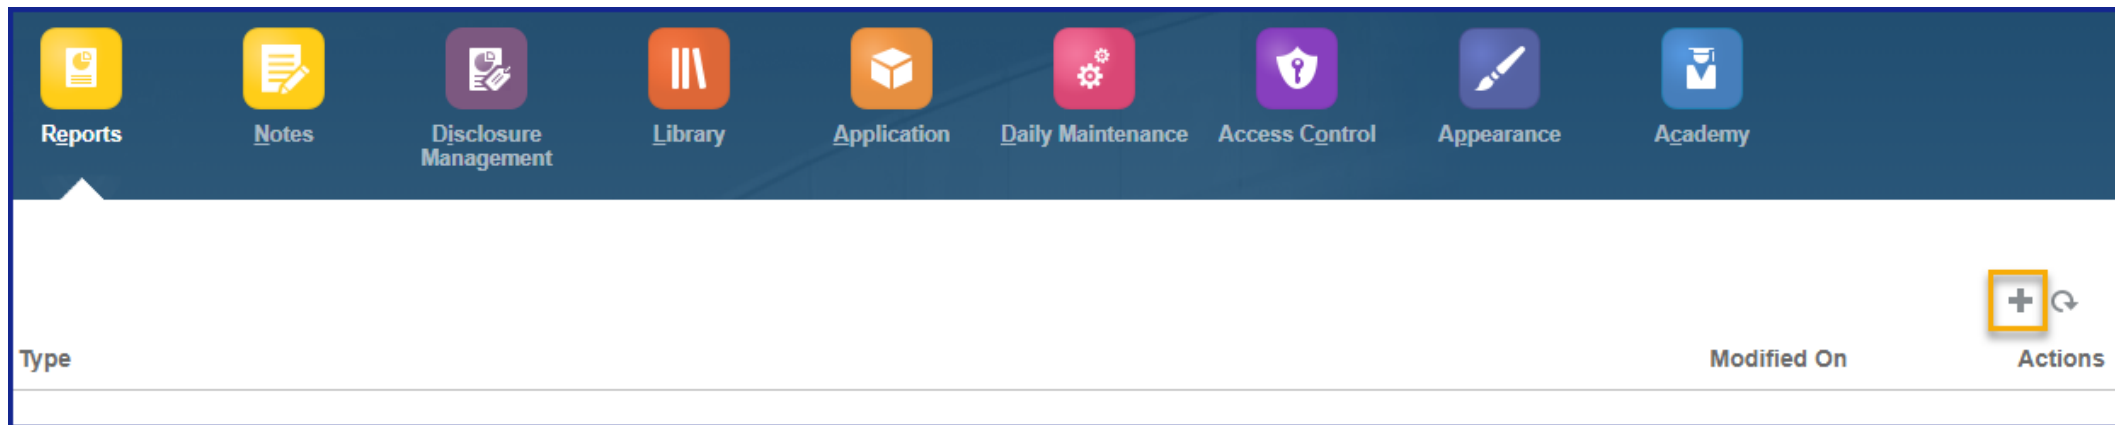 Reports
Notes
Disclosure
Management
Library
Application
Daily Maintenance
Access Control
Appearance
Academy
Type
Modified On
Actions